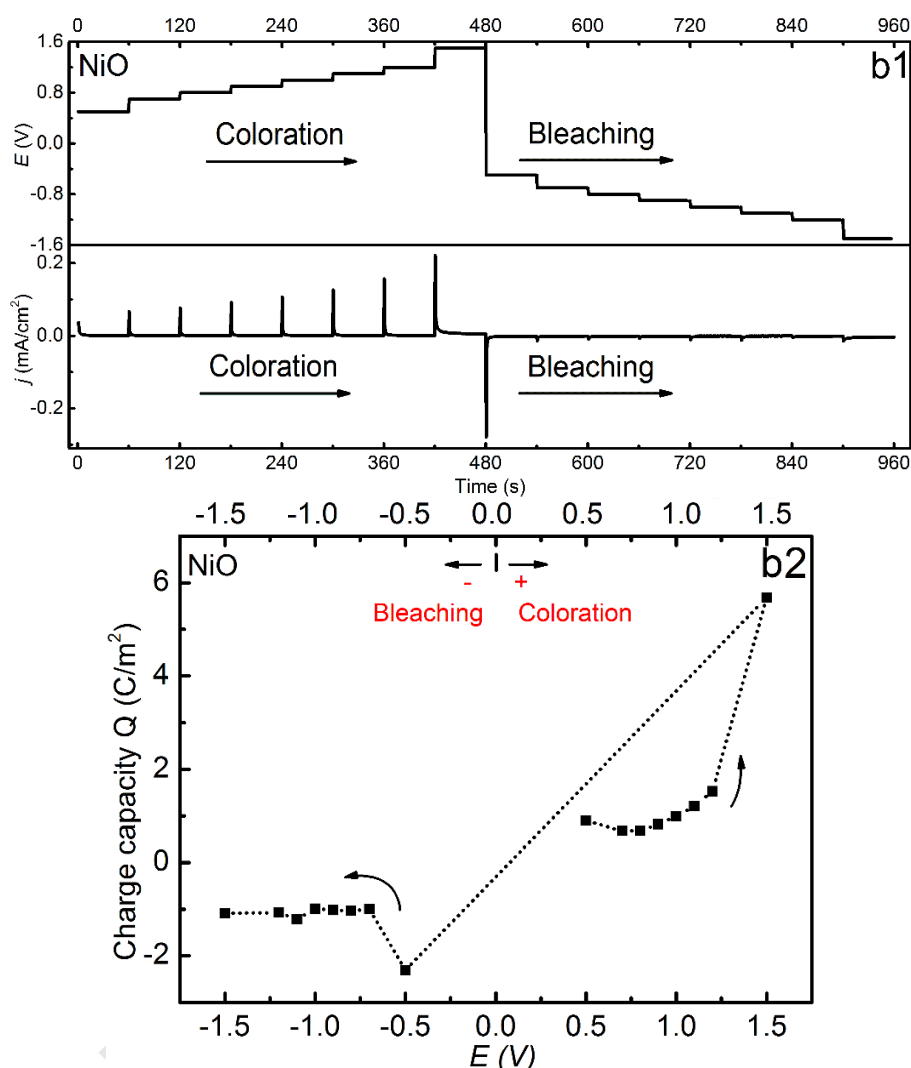 0 120 240 360 480 600 720 840 960
1.6
NiO
b1
0.8
Coloration
Bleaching
E (V)
0.0
-0.8
-1.6
0.2
j (mA/cm²)
0.0
Coloration
Bleaching
-0.2
0 120 240 360 480 600 720 840 960
Time (s)
-1.5 -1.0 -0.5 0.0 0.5 1.0 1.5
NiO
b2
- +
Bleaching Coloration
6
4
Charge capacity Q (C/m²)
2
0
-2
-1.5 -1.0 -0.5 0.0 0.5 1.0 1.5
E (V)